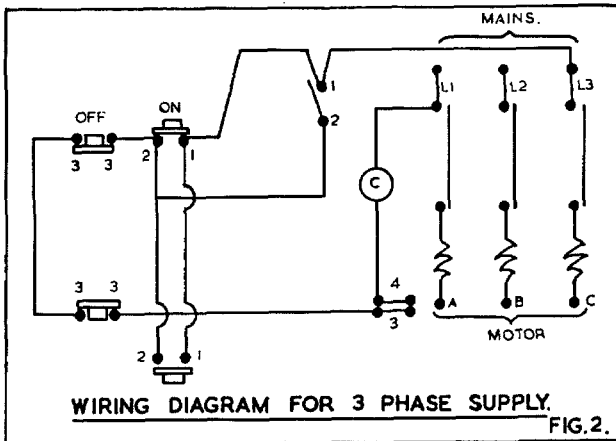 MAINS.
1
L1 L2 L3
OFF ON
2
3 3 2 1
C
3 3
4
3
A B C
MOTOR
2 1
WIRING DIAGRAM FOR 3 PHASE SUPPLY.
FIG.2.